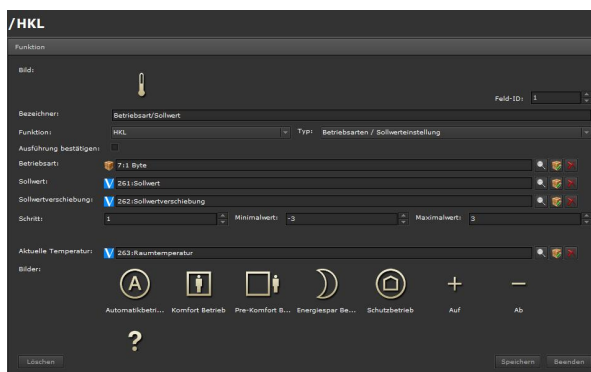 /HKL
Funktion
Bild:
Feld-ID: 1
Bezeichner: Betriebsart/Sollwert
Funktion: HKL Typ: Betriebsarten / Sollwerteinstellung
Ausführung bestätigen:
Betriebsart: 7:1 Byte
Sollwert: V 261:Sollwert
Sollwertverschiebung: V 262:Sollwertverschiebung
Schritt: 1 Minimalwert: -3 Maximalwert: 3
Aktuelle Temperatur: V 263:Raumtemperatur
Bilder:
A
Automatikbetri... Komfort Betrieb Pre-Komfort B... Energiespar Be... Schutzbetrieb Auf Ab
?
Löschen Speichern Beenden